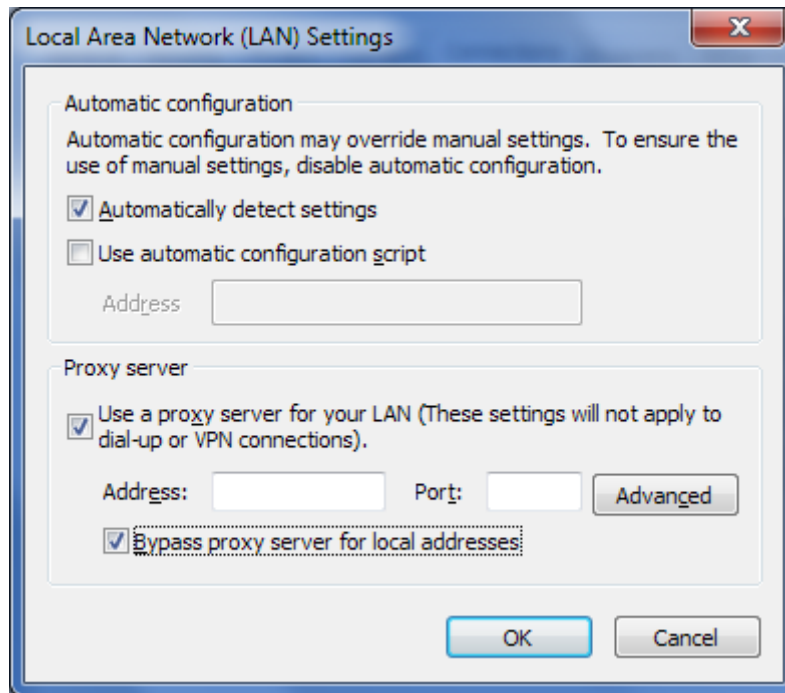 Local Area Network (LAN) Settings
Automatic configuration
Automatic configuration may override manual settings. To ensure the
use of manual settings, disable automatic configuration.
Automatically detect settings
Use automatic configuration script
Address
Proxy server
Use a proxy server for your LAN (These settings will not apply to
dial-up or VPN connections).
Address: Port: Advanced
Bypass proxy server for local addresses
OK Cancel